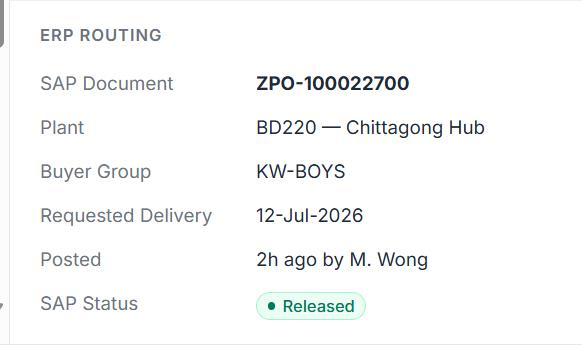 ERP ROUTING
SAP Document ZPO-100022700
Plant BD220 — Chittagong Hub
Buyer Group KW-BOYS
Requested Delivery 12-Jul-2026
Posted 2h ago by M. Wong
SAP Status Released